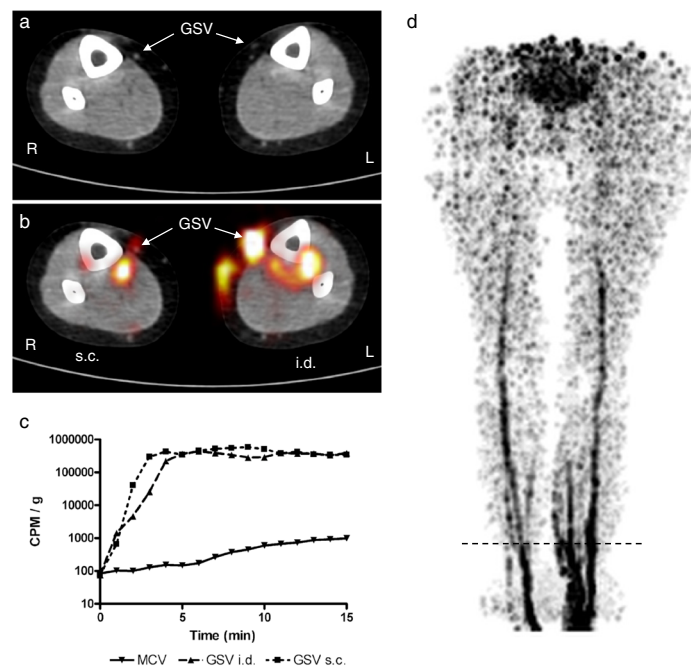 a
GSV
R
L
b
GSV
R
s.c.
i.d.
L
c
CPM / g
1000000
100000
10000
1000
100
10
0
5
10
15
Time (min)
MCV
GSV i.d.
GSV s.c.
d